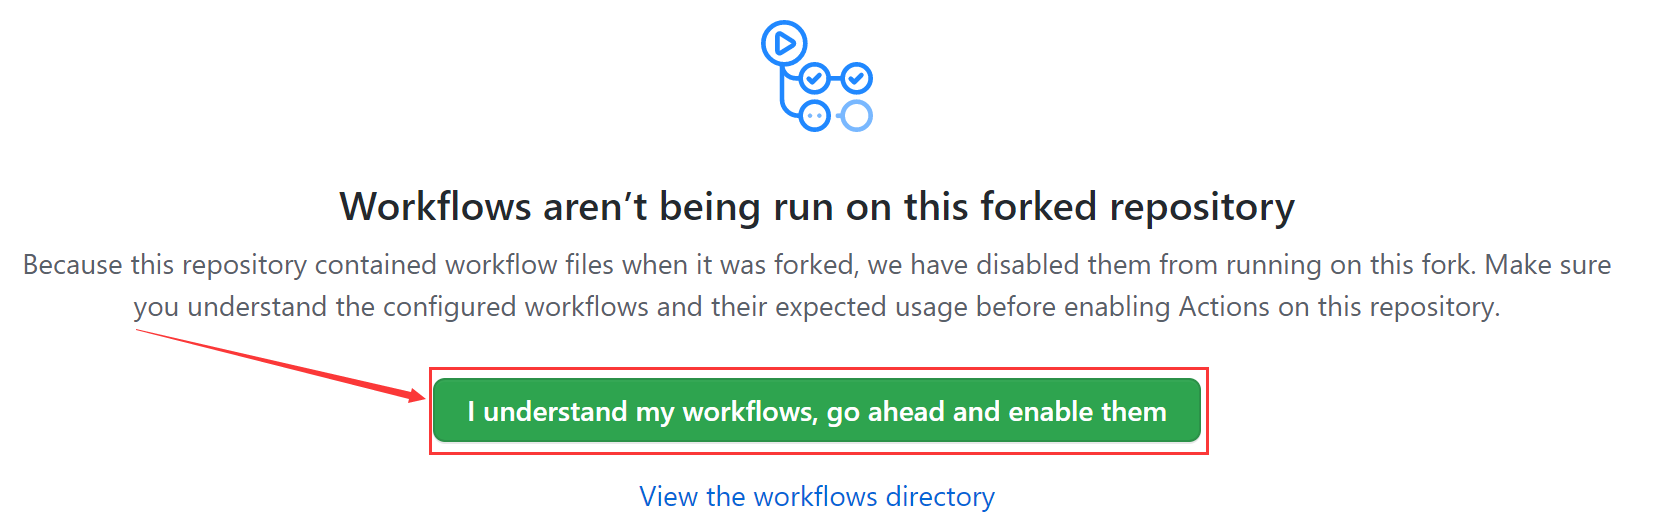 Workflows aren’t being run on this forked repository
Because this repository contained workflow files when it was forked, we have disabled them from running on this fork. Make sure
you understand the configured workflows and their expected usage before enabling Actions on this repository.
I understand my workflows, go ahead and enable them
View the workflows directory